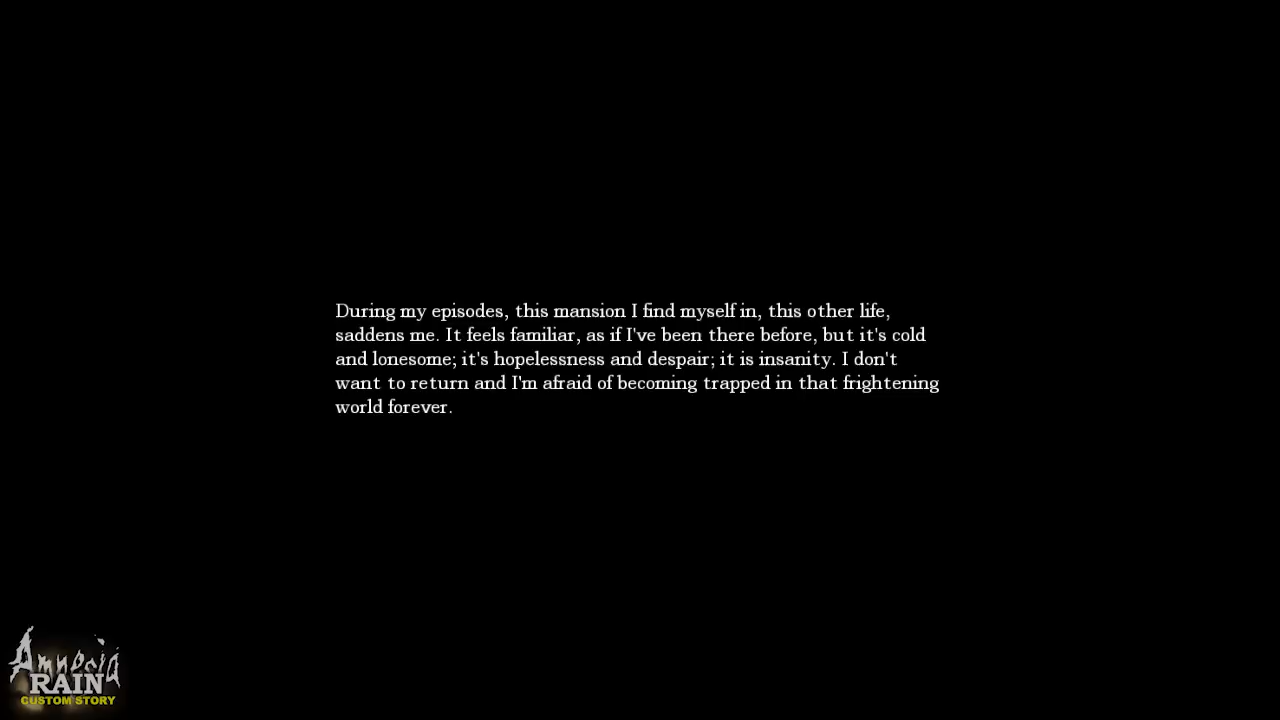 During my episodes, this mansion I find myself in, this other life,
saddens me. It feels familiar, as if I've been there before, but it's cold
and lonesome; it's hopelessness and despair; it is insanity. I don't
want to return and I'm afraid of becoming trapped in that frightening
world forever.
Amnesia
RAIN
CUSTOM STORY